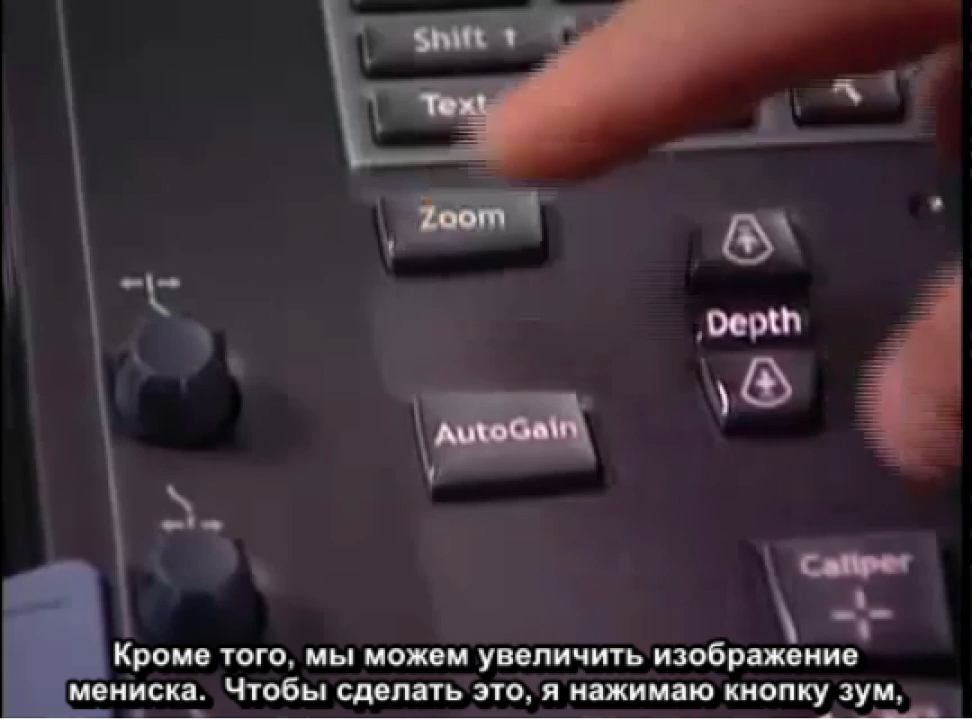 Shift ↑
Text
Zoom
Depth
AutoGain
Caliper
Кроме того, мы можем увеличить изображение
мениска. Чтобы сделать это, я нажимаю кнопку зум,